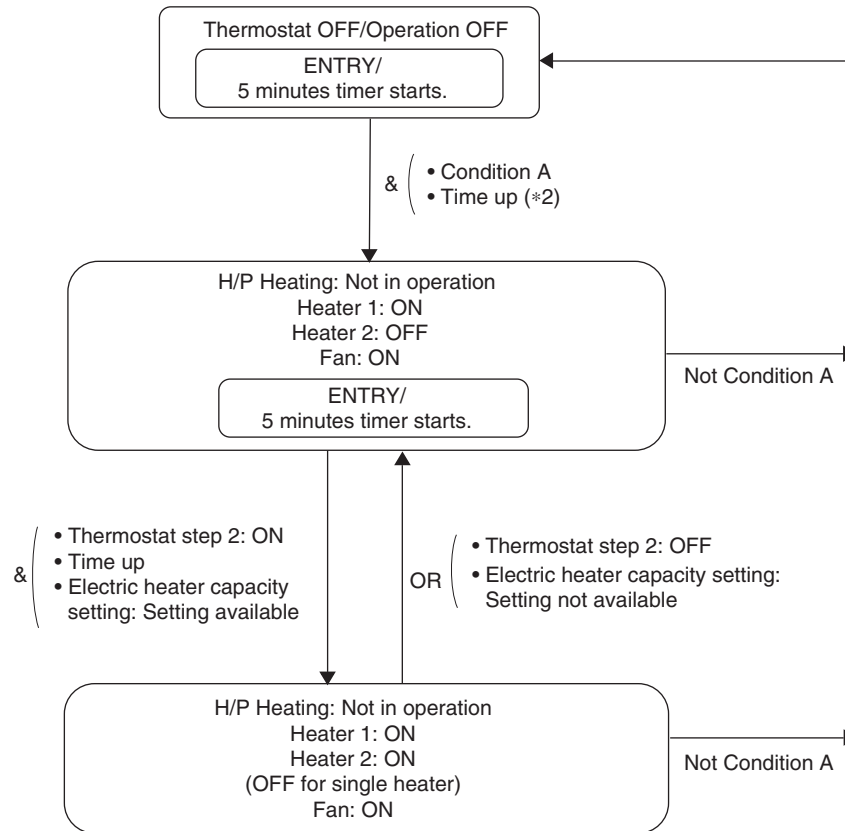 Thermostat OFF/Operation OFF
ENTRY/
5 minutes timer starts.
&
• Condition A
• Time up (*2)
H/P Heating: Not in operation
Heater 1: ON
Heater 2: OFF
Fan: ON
ENTRY/
5 minutes timer starts.
Not Condition A
&
• Thermostat step 2: ON
• Time up
• Electric heater capacity
setting: Setting available
OR
• Thermostat step 2: OFF
• Electric heater capacity setting:
Setting not available
H/P Heating: Not in operation
Heater 1: ON
Heater 2: ON
(OFF for single heater)
Fan: ON
Not Condition A